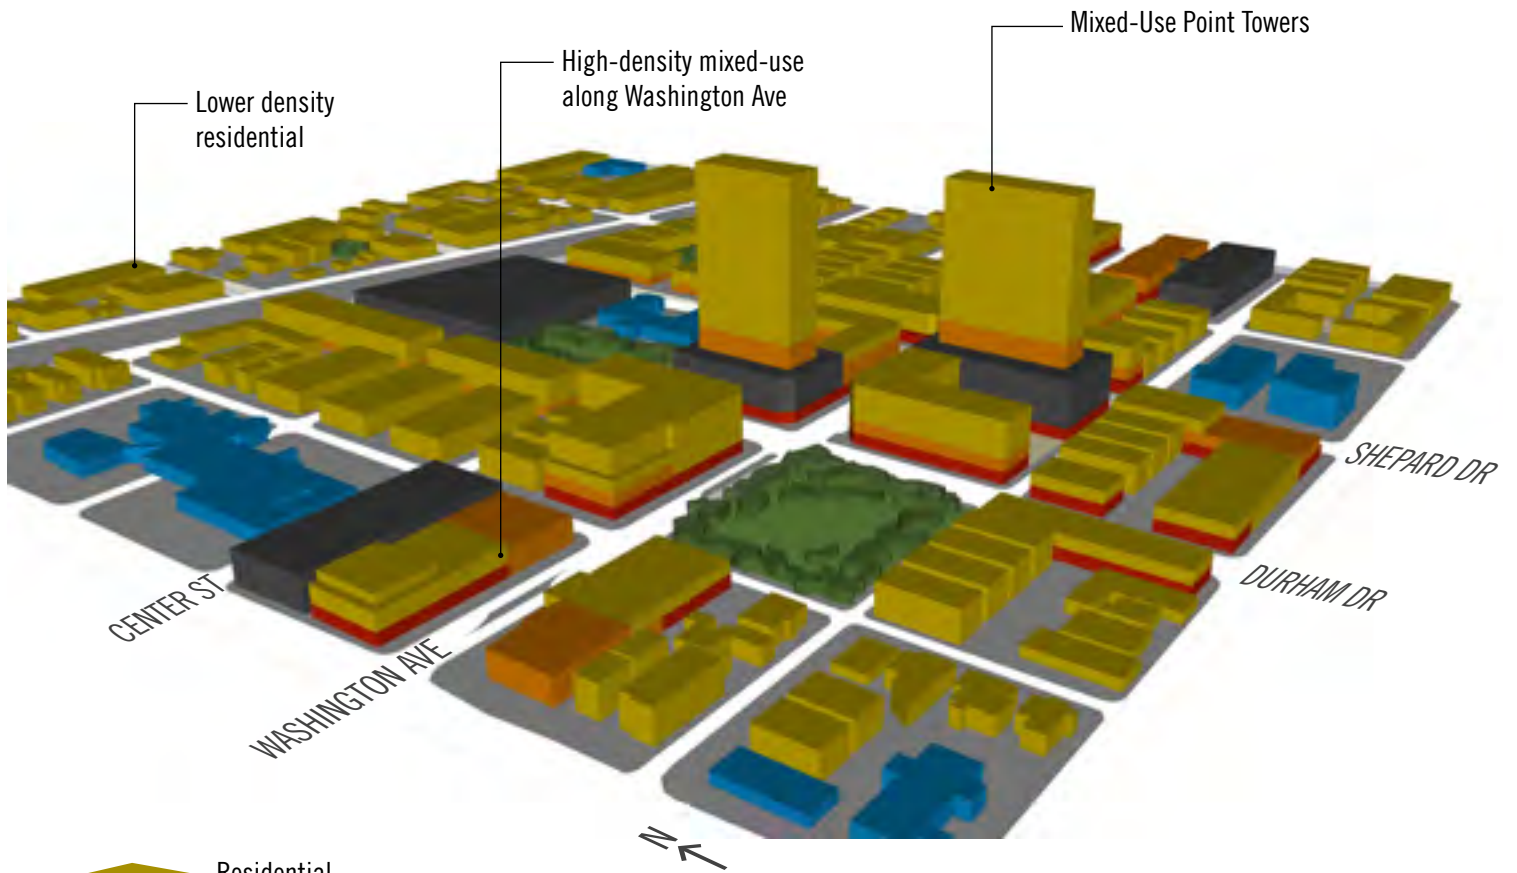 Mixed-Use Point Towers
High-density mixed-use
along Washington Ave
Lower density
residential
SHEPARD DR
DURHAM DR
CENTER ST
WASHINGTON AVE
N
Residential